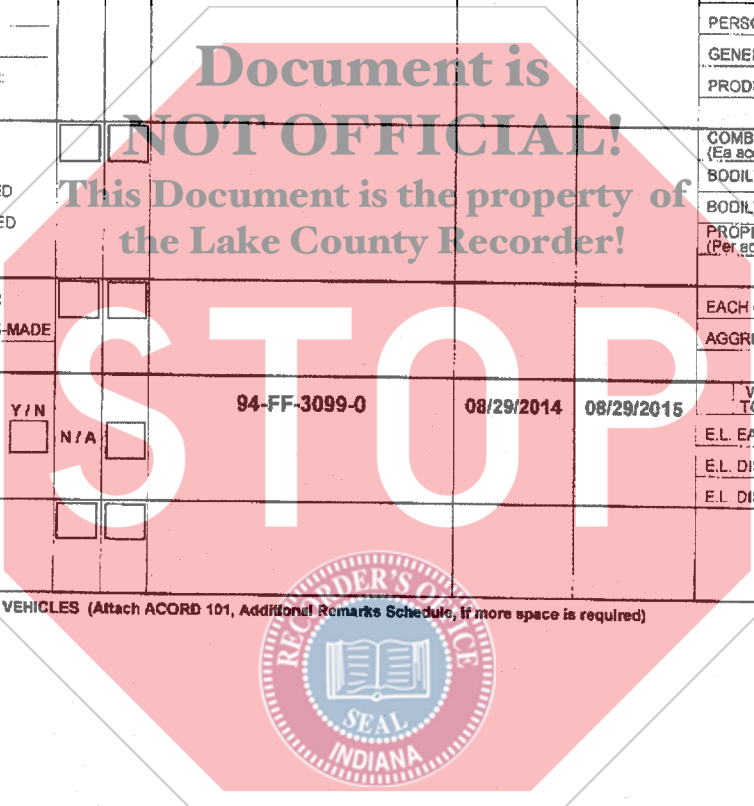 PERSO
GENE
PROD
Document is
NOT OFFICIAL!
COMB
(Ea acc
BODIL
This Document is the property of
ED
BODIL
ED
the Lake County Recorder!
PROPE
(Per ac
EACH
S-MADE
AGGRE
STOP
Y / N
N / A
94-FF-3099-0
08/29/2014
08/29/2015
E.L. EA
E.L. DI
E.L. DI
VEHICLES (Attach ACORD 101, Additional Remarks Schedule, if more space is required)
RECORDER'S OFFICE
SEAL
INDIANA